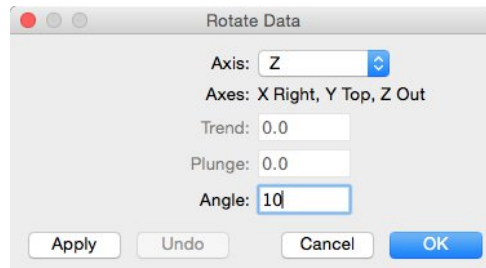 Rotate Data
Axis: Z
Axes: X Right, Y Top, Z Out
Trend: 0.0
Plunge: 0.0
Angle: 10
Apply Undo Cancel OK